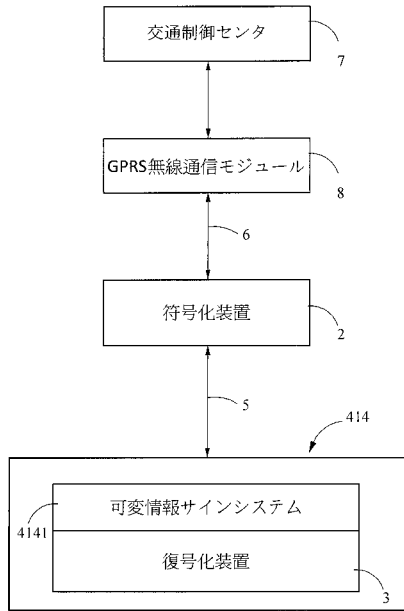 交通制御センタ
7
GPRS無線通信モジュール
8
6
符号化装置
2
5
414
可変情報サインシステム
4141
復号化装置
3